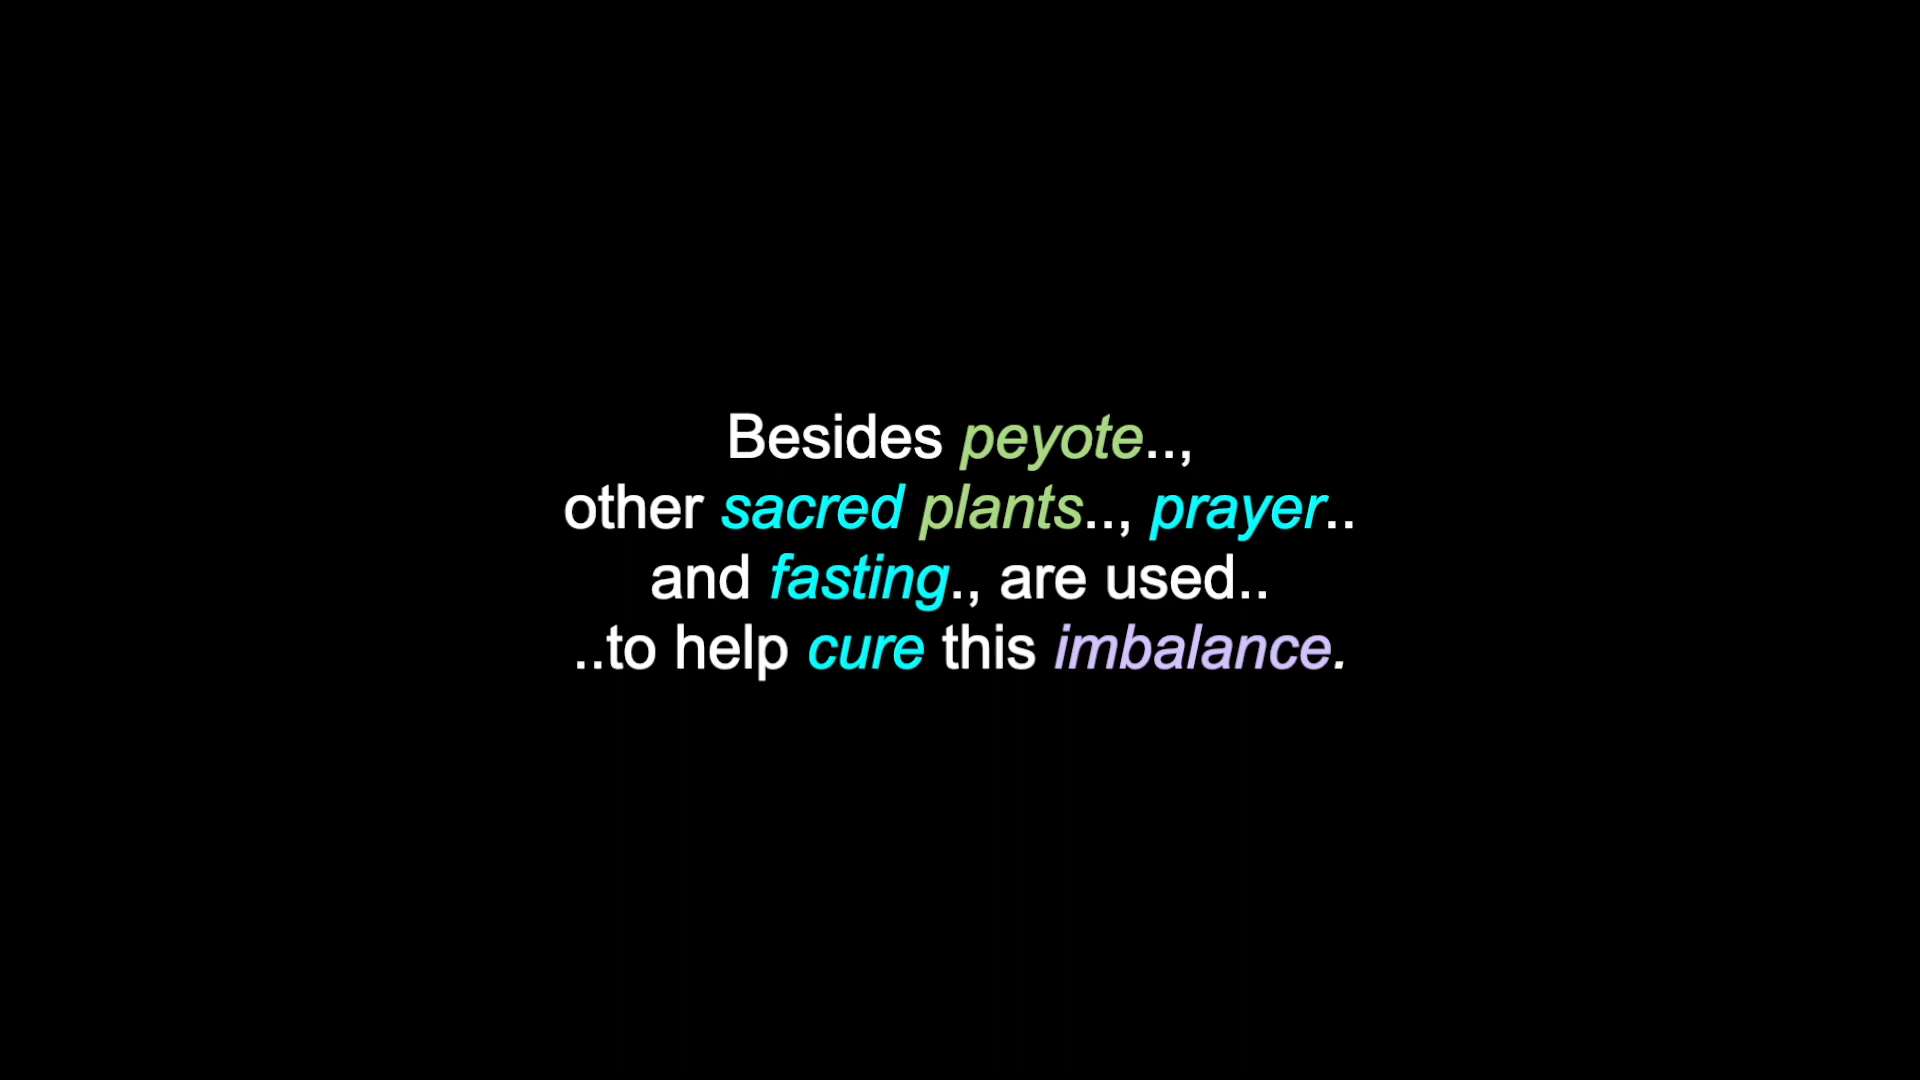 Besides peyote..,
other sacred plants.., prayer..
and fasting., are used..
..to help cure this imbalance.